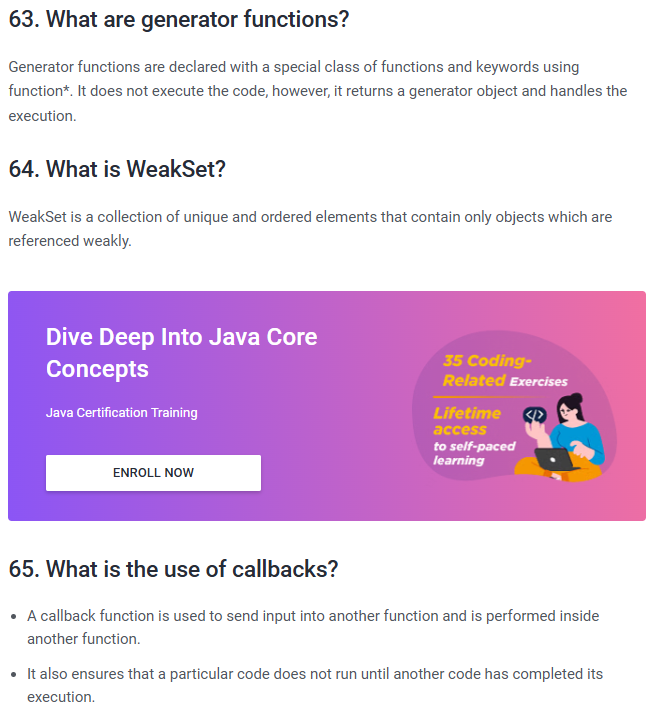 63. What are generator functions?
Generator functions are declared with a special class of functions and keywords using
function*. It does not execute the code, however, it returns a generator object and handles the
execution.
64. What is WeakSet?
WeakSet is a collection of unique and ordered elements that contain only objects which are
referenced weakly.
Dive Deep Into Java Core
Concepts
Java Certification Training
ENROLL NOW
35 Coding-
Related Exercises
Lifetime
access
to self-paced
learning
</>
65. What is the use of callbacks?
• A callback function is used to send input into another function and is performed inside
another function.
• It also ensures that a particular code does not run until another code has completed its
execution.